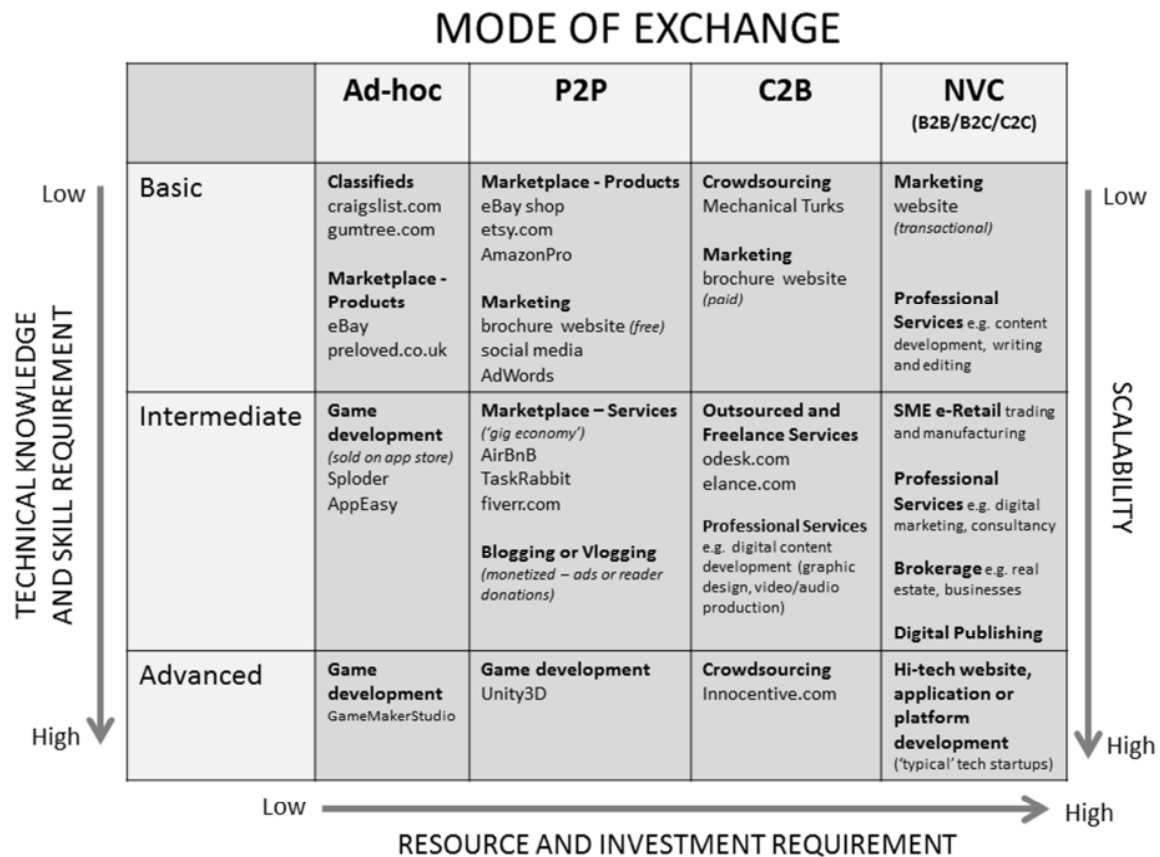 MODE OF EXCHANGE
Ad-hoc
P2P
C2B
NVC
(B2B/B2C/C2C)
Low
TECHNICAL KNOWLEDGE
AND SKILL REQUIREMENT
High
Basic
Classifieds
craigslist.com
gumtree.com
Marketplace -
Products
eBay
preloved.co.uk
Marketplace - Products
eBay shop
etsy.com
AmazonPro
Marketing
brochure website (free)
social media
AdWords
Crowdsourcing
Mechanical Turks
Marketing
brochure website
(paid)
Marketing
website
(transactional)
Professional
Services e.g. content
development, writing
and editing
Intermediate
Game
development
(sold on app store)
Sploder
AppEasy
Marketplace – Services
(‘gig economy’)
AirBnB
TaskRabbit
fiverr.com
Blogging or Vlogging
(monetized – ads or reader
donations)
Outsourced and
Freelance Services
odesk.com
elance.com
Professional Services
e.g. digital content
development (graphic
design, video/audio
production)
SME e-Retail trading
and manufacturing
Professional
Services e.g. digital
marketing, consultancy
Brokerage e.g. real
estate, businesses
Digital Publishing
Advanced
Game
development
GameMakerStudio
Game development
Unity3D
Crowdsourcing
Innocentive.com
Hi-tech website,
application or
platform
development
(‘typical’ tech startups)
Low
SCALABILITY
High
Low
High
RESOURCE AND INVESTMENT REQUIREMENT